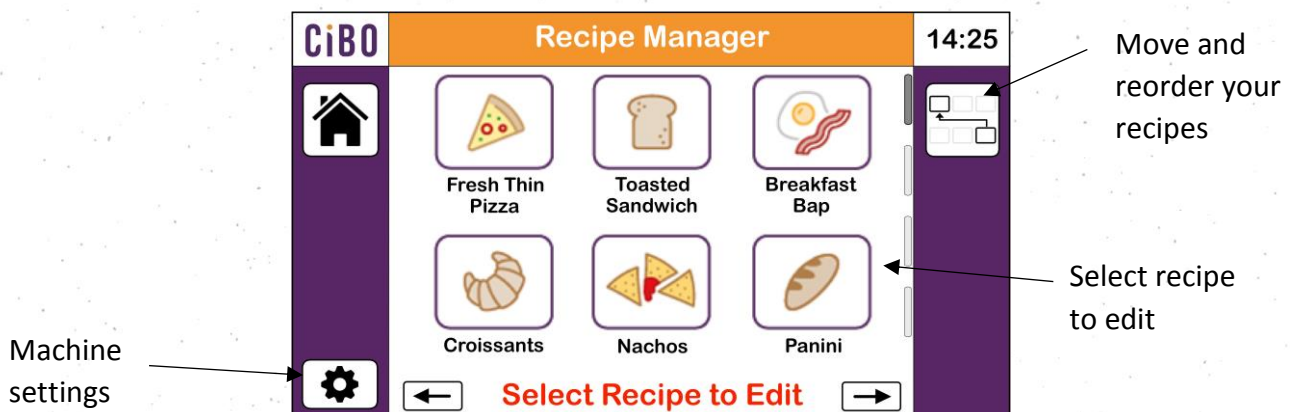 CiBO
Recipe Manager
14:25
Move and
reorder your
recipes
Fresh Thin
Pizza
Toasted
Sandwich
Breakfast
Bap
Select recipe
to edit
Croissants
Nachos
Panini
Machine
settings
Select Recipe to Edit